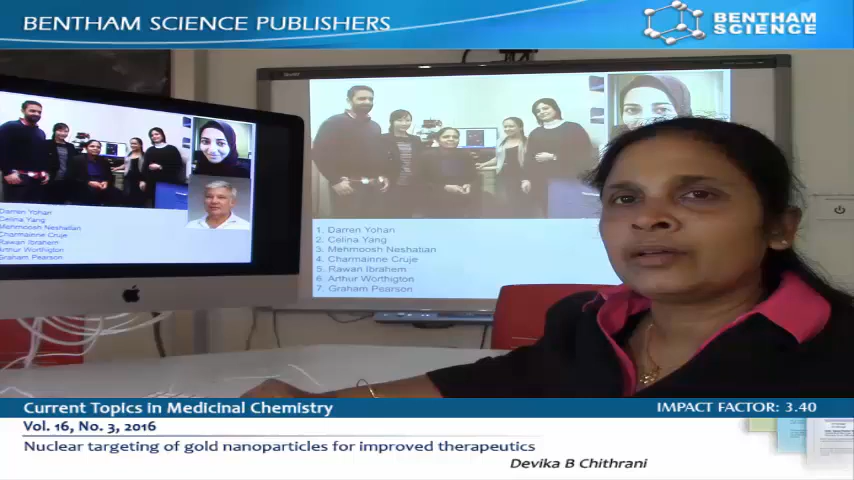 BENTHAM SCIENCE PUBLISHERS
BENTHAM
SCIENCE
Darren Yohan
Celina Yang
Mehmoosh Neshatian
Charmainne Cruje
Rawan Ibrahem
Arthur Worthigton
Graham Pearson
1. Darren Yohan
2. Celina Yang
3. Mehmoosh Neshatian
4. Charmainne Cruje
5. Rawan Ibrahem
6. Arthur Worthigton
7. Graham Pearson
Current Topics in Medicinal Chemistry
IMPACT FACTOR: 3.40
Vol. 16, No. 3, 2016
Nuclear targeting of gold nanoparticles for improved therapeutics
Devika B Chithrani